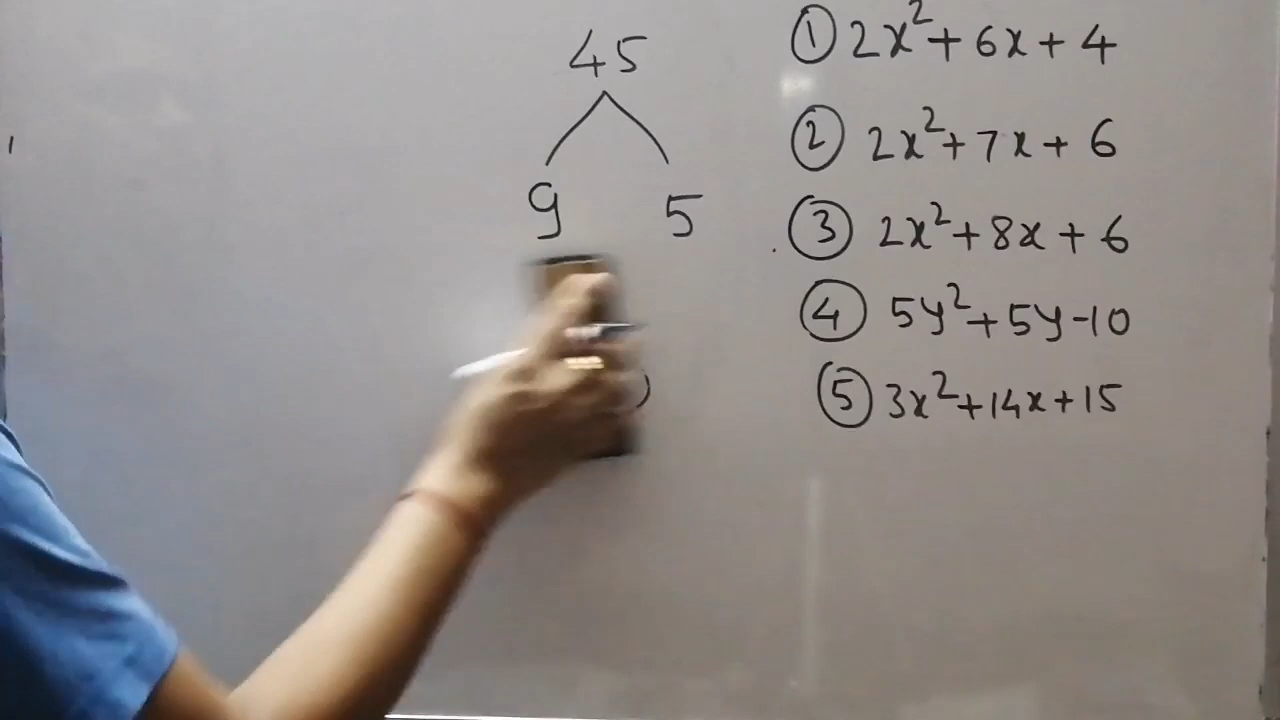 45
9 5
① 2x²+6x+4
② 2x²+7x+6
③ 2x²+8x+6
④ 5y²+5y-10
⑤ 3x²+14x+15